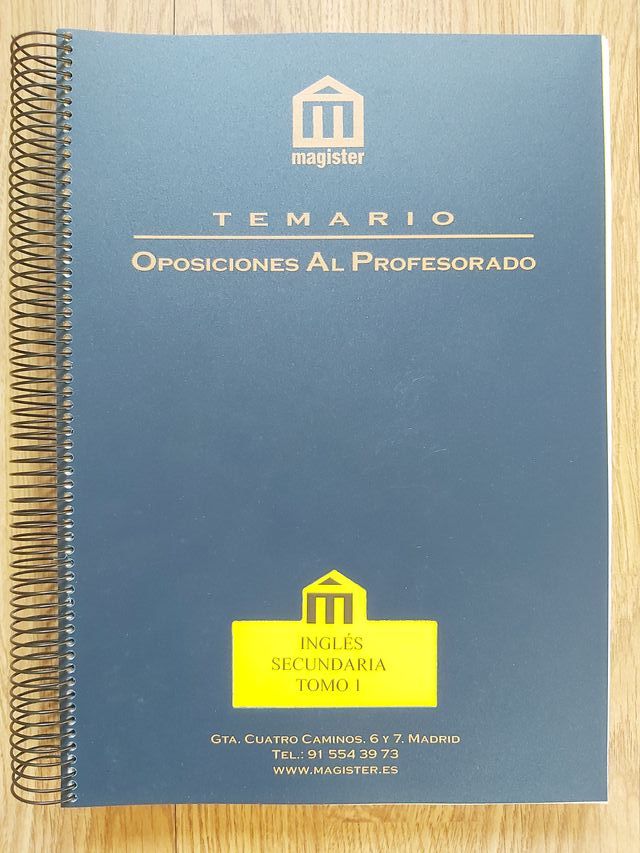 magister
TEMARIO
OPOSICIONES AL PROFESORADO
INGLÉS
SECUNDARIA
TOMO 1
GTA. CUATRO CAMINOS. 6 Y 7. MADRID
TEL.: 91 554 39 73
WWW.MAGISTER.ES